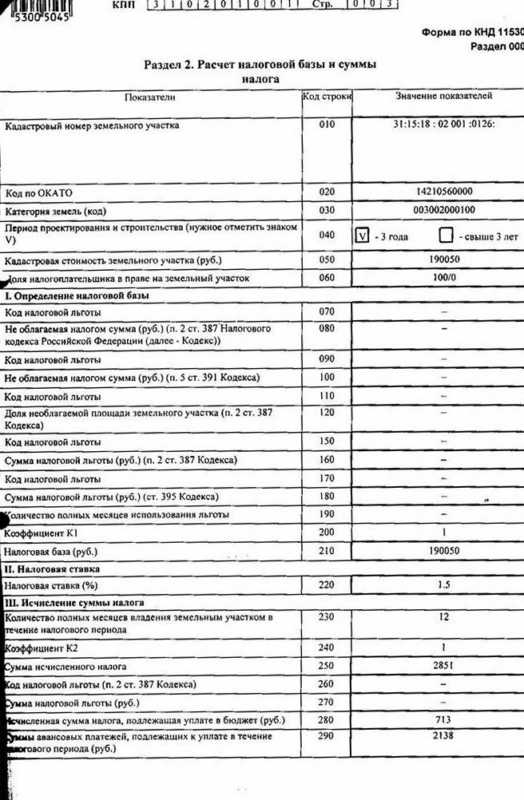 5300 5045
КПП 3 1 0 2 0 1 0 0 1 Стр. 0 0 3
Форма по КНД 11530
Раздел 000
Раздел 2. Расчет налоговой базы и суммы
налога
Показатели Код строки Значение показателей
Кадастровый номер земельного участка 010 31:15:18 : 02 001 :0126:
Код по ОКАТО 020 14210560000
Категория земель (код) 030 003002000100
Период проектирования и строительства (нужное отметить знаком
V) 040 V - 3 года - свыше 3 лет
Кадастровая стоимость земельного участка (руб.) 050 190050
Доля налогоплательщика в праве на земельный участок 060 100/0
I. Определение налоговой базы
Код налоговой льготы 070 –
Не облагаемая налогом сумма (руб.) (п. 2 ст. 387 Налогового 080 –
кодекса Российской Федерации (далее - Кодекс))
Код налоговой льготы 090 –
Не облагаемая налогом сумма (руб.) (п. 5 ст. 391 Кодекса) 100 –
Код налоговой льготы 110 –
Доля необлагаемой площади земельного участка (п. 2 ст. 387 120 –
Кодекса)
Код налоговой льготы 150 –
Сумма налоговой льготы (руб.) (п. 2 ст. 387 Кодекса) 160 –
Код налоговой льготы 170 –
Сумма налоговой льготы (руб.) (ст. 395 Кодекса) 180 –
Количество полных месяцев использования льготы 190 –
Коэффициент К1 200 1
Налоговая база (руб.) 210 190050
II. Налоговая ставка
Налоговая ставка (%) 220 1.5
III. Исчисление суммы налога
Количество полных месяцев владения земельным участком в 230 12
течение налогового периода
Коэффициент К2 240 1
Сумма исчисленного налога 250 2851
Код налоговой льготы (п. 2 ст. 387 Кодекса) 260 –
Сумма налоговой льготы (руб.) 270 –
Исчисленная сумма налога, подлежащая уплате в бюджет (руб.) 280 713
Суммы авансовых платежей, подлежащих к уплате в течение 290 2138
налогового периода (руб.)